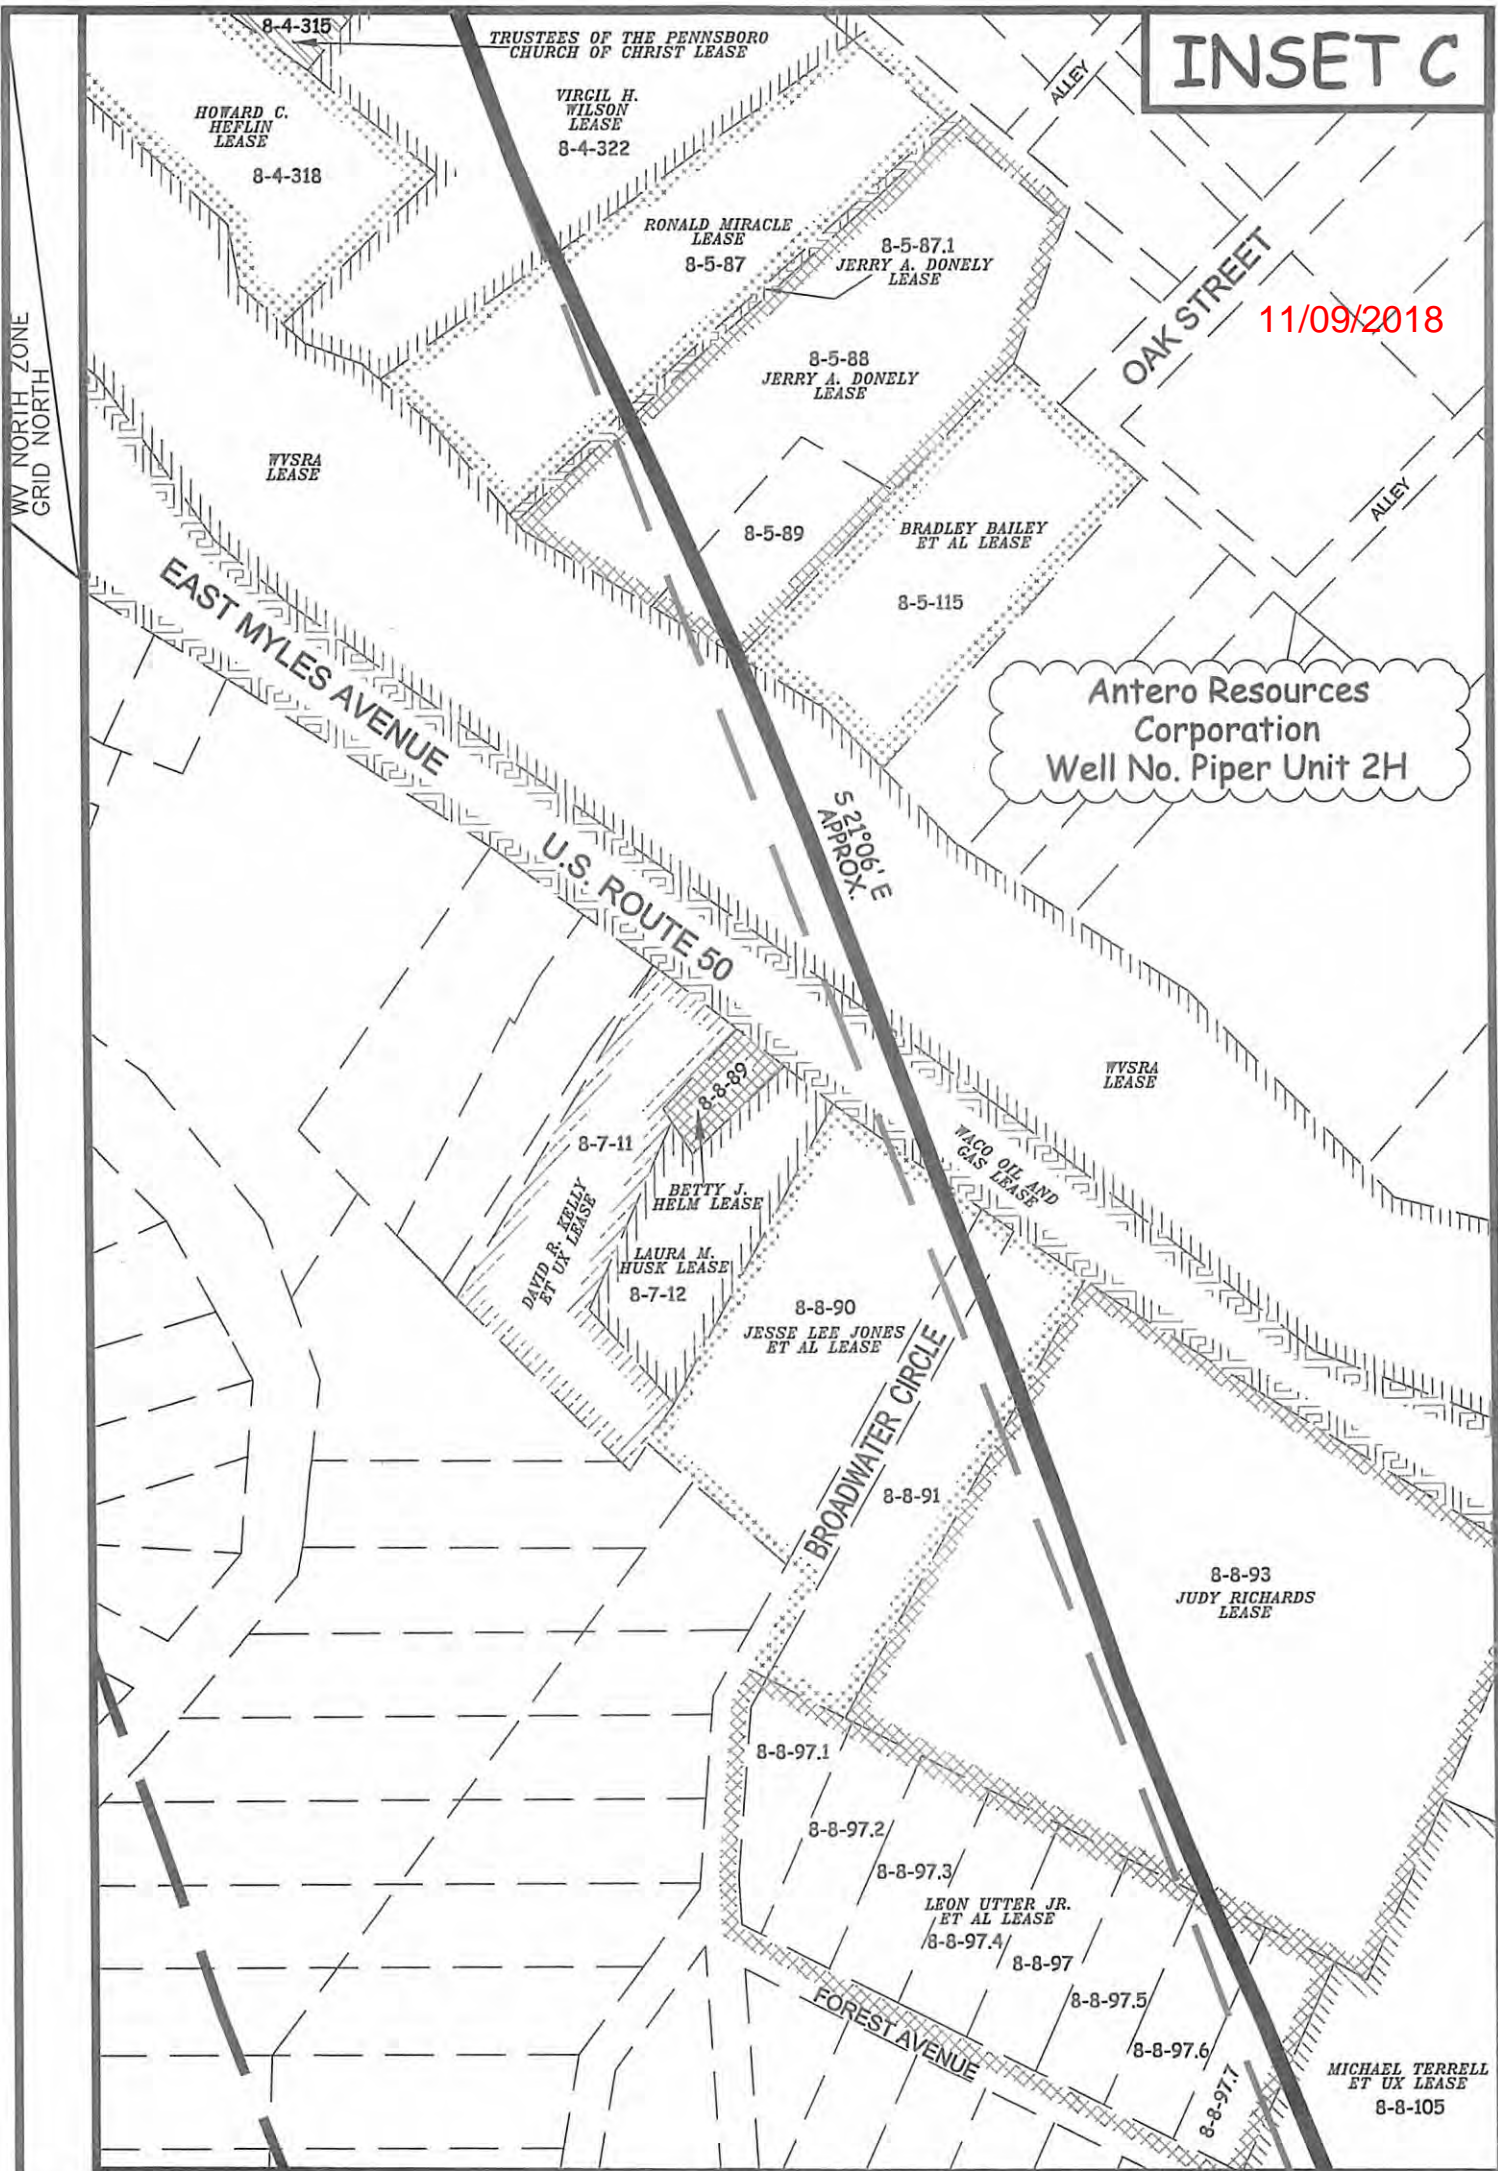 INSET C
8-4-315
TRUSTEES OF THE PENNSBORO
CHURCH OF CHRIST LEASE
ALLEY
HOWARD C.
HEFLIN
LEASE
8-4-318
VIRGIL H.
WILSON
LEASE
8-4-322
RONALD MIRACLE
LEASE
8-5-87
8-5-87.1
JERRY A. DONELY
LEASE
OAK STREET
11/09/2018
WV NORTH ZONE
GRID NORTH
8-5-88
JERRY A. DONELY
LEASE
WVSRA
LEASE
8-5-89
BRADLEY BAILEY
ET AL LEASE
8-5-115
ALLEY
EAST MYLES AVENUE
Antero Resources
Corporation
Well No. Piper Unit 2H
S 21°06' E
APPROX.
U.S. ROUTE 50
WVSRA
LEASE
8-8-89
8-7-11
WACO OIL AND
GAS LEASE
BETTY J.
HELM LEASE
DAVID R. KELLY
ET UX LEASE
LAURA M.
HUSK LEASE
8-7-12
8-8-90
JESSE LEE JONES
ET AL LEASE
BROADWATER CIRCLE
8-8-91
8-8-93
JUDY RICHARDS
LEASE
8-8-97.1
8-8-97.2
8-8-97.3
LEON UTTER JR.
ET AL LEASE
8-8-97.4
8-8-97
8-8-97.5
8-8-97.6
8-8-97.7
FOREST AVENUE
MICHAEL TERRELL
ET UX LEASE
8-8-105